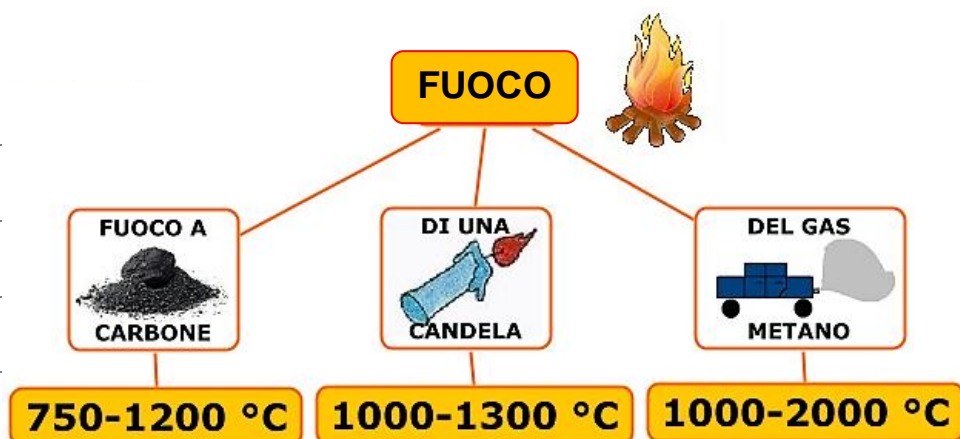 FUOCO
FUOCO A
CARBONE
750-1200 °C
DI UNA
CANDELA
1000-1300 °C
DEL GAS
METANO
1000-2000 °C